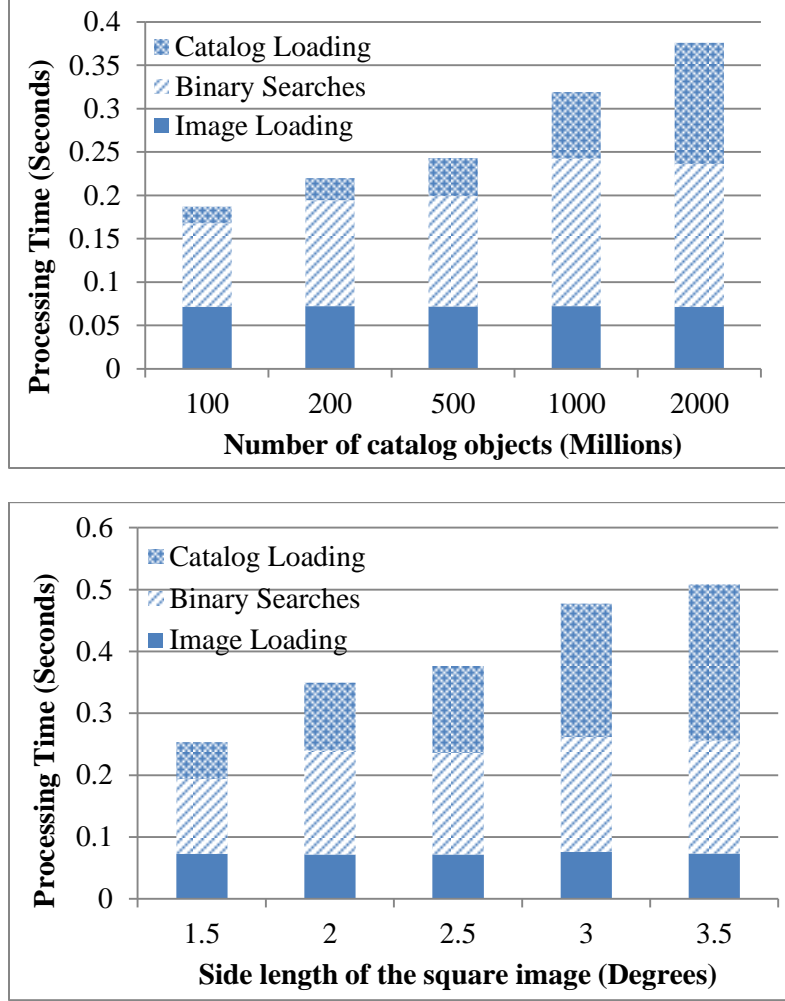 0.4
0.35
0.3
0.25
0.2
0.15
0.1
0.05
0
Processing Time (Seconds)
Catalog Loading
Binary Searches
Image Loading
100 200 500 1000 2000
Number of catalog objects (Millions)
0.6
0.5
0.4
0.3
0.2
0.1
0
Processing Time (Seconds)
Catalog Loading
Binary Searches
Image Loading
1.5 2 2.5 3 3.5
Side length of the square image (Degrees)